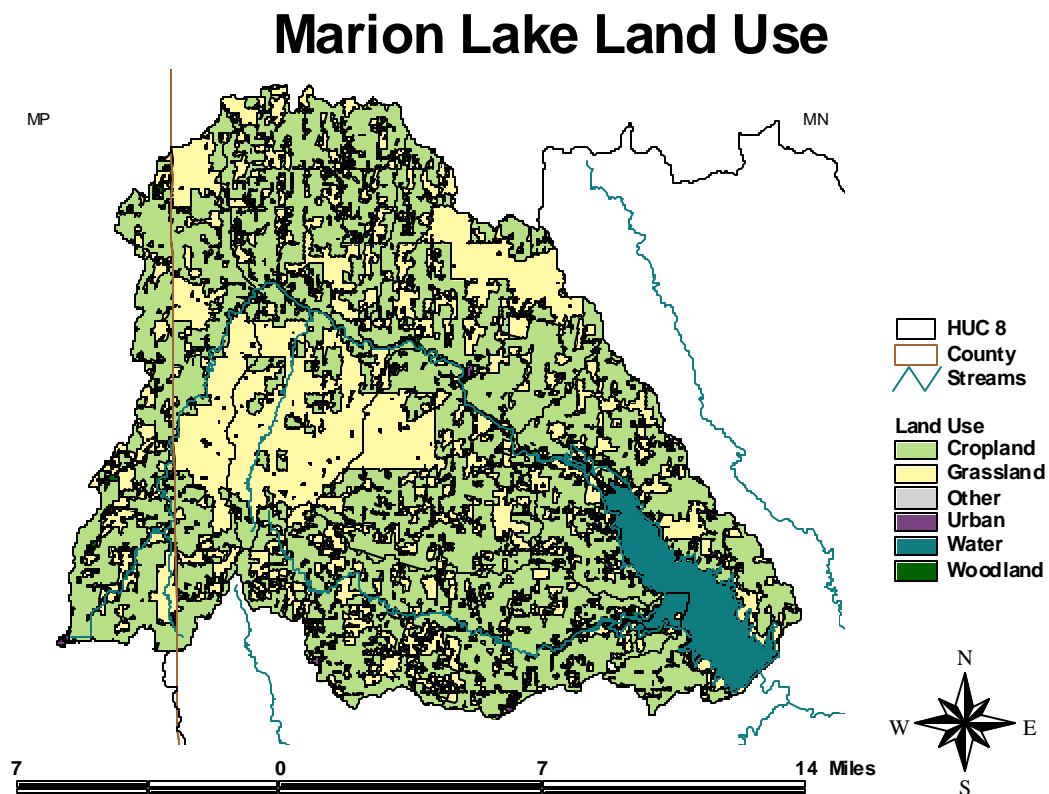 Marion Lake Land Use
MP
MN
HUC 8
County
Streams
Land Use
Cropland
Grassland
Other
Urban
Water
Woodland
N
W
E
S
7 0 7 14 Miles